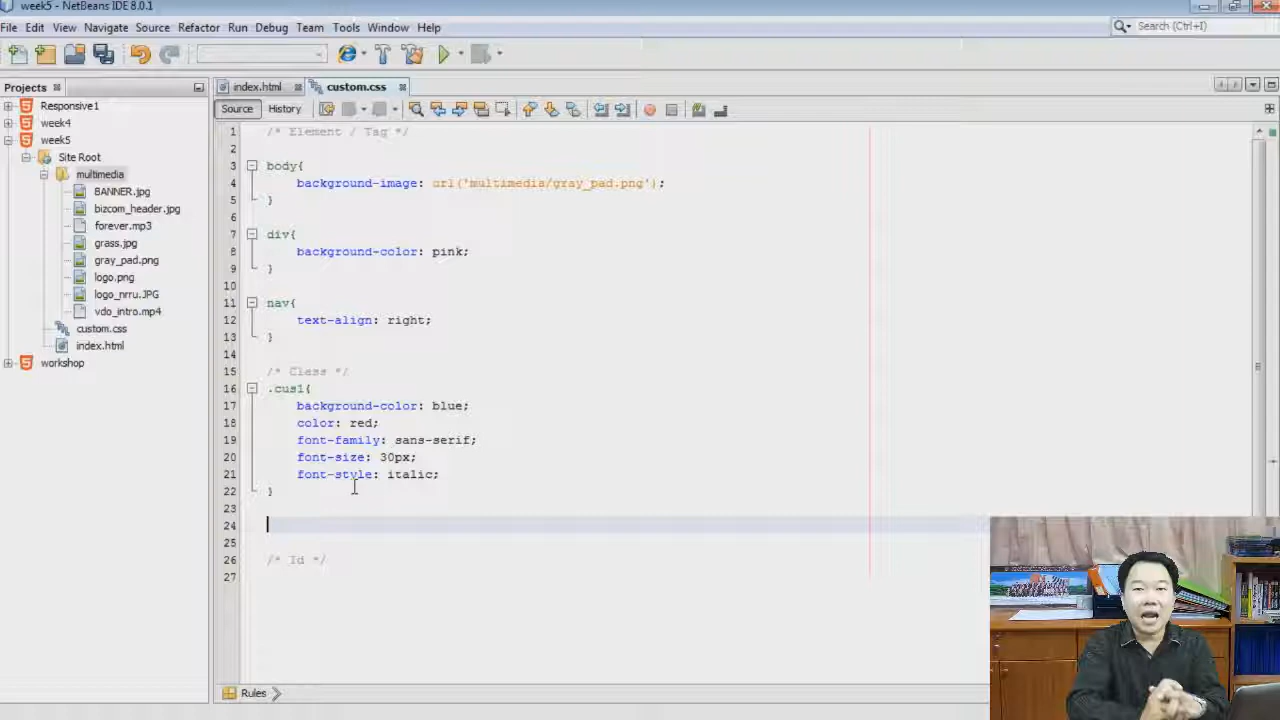 week5 - NetBeans IDE 8.0.1
File Edit View Navigate Source Refactor Run Debug Team Tools Window Help
Search (Ctrl+I)
Projects
index.html
custom.css
Source History
Responsive1
week4
week5
Site Root
multimedia
BANNER.jpg
bizcom_header.jpg
forever.mp3
grass.jpg
gray_pad.png
logo.png
logo_nrru.JPG
vdo_intro.mp4
custom.css
index.html
workshop
1 /* Element / Tag */
2
3 body{
4 background-image: url('multimedia/gray_pad.png');
5 }
6
7 div{
8 background-color: pink;
9 }
10
11 nav{
12 text-align: right;
13 }
14
15 /* Class */
16 .cus1{
17 background-color: blue;
18 color: red;
19 font-family: sans-serif;
20 font-size: 30px;
21 font-style: italic;
22 }
23
24
25
26 /* Id */
27
Rules